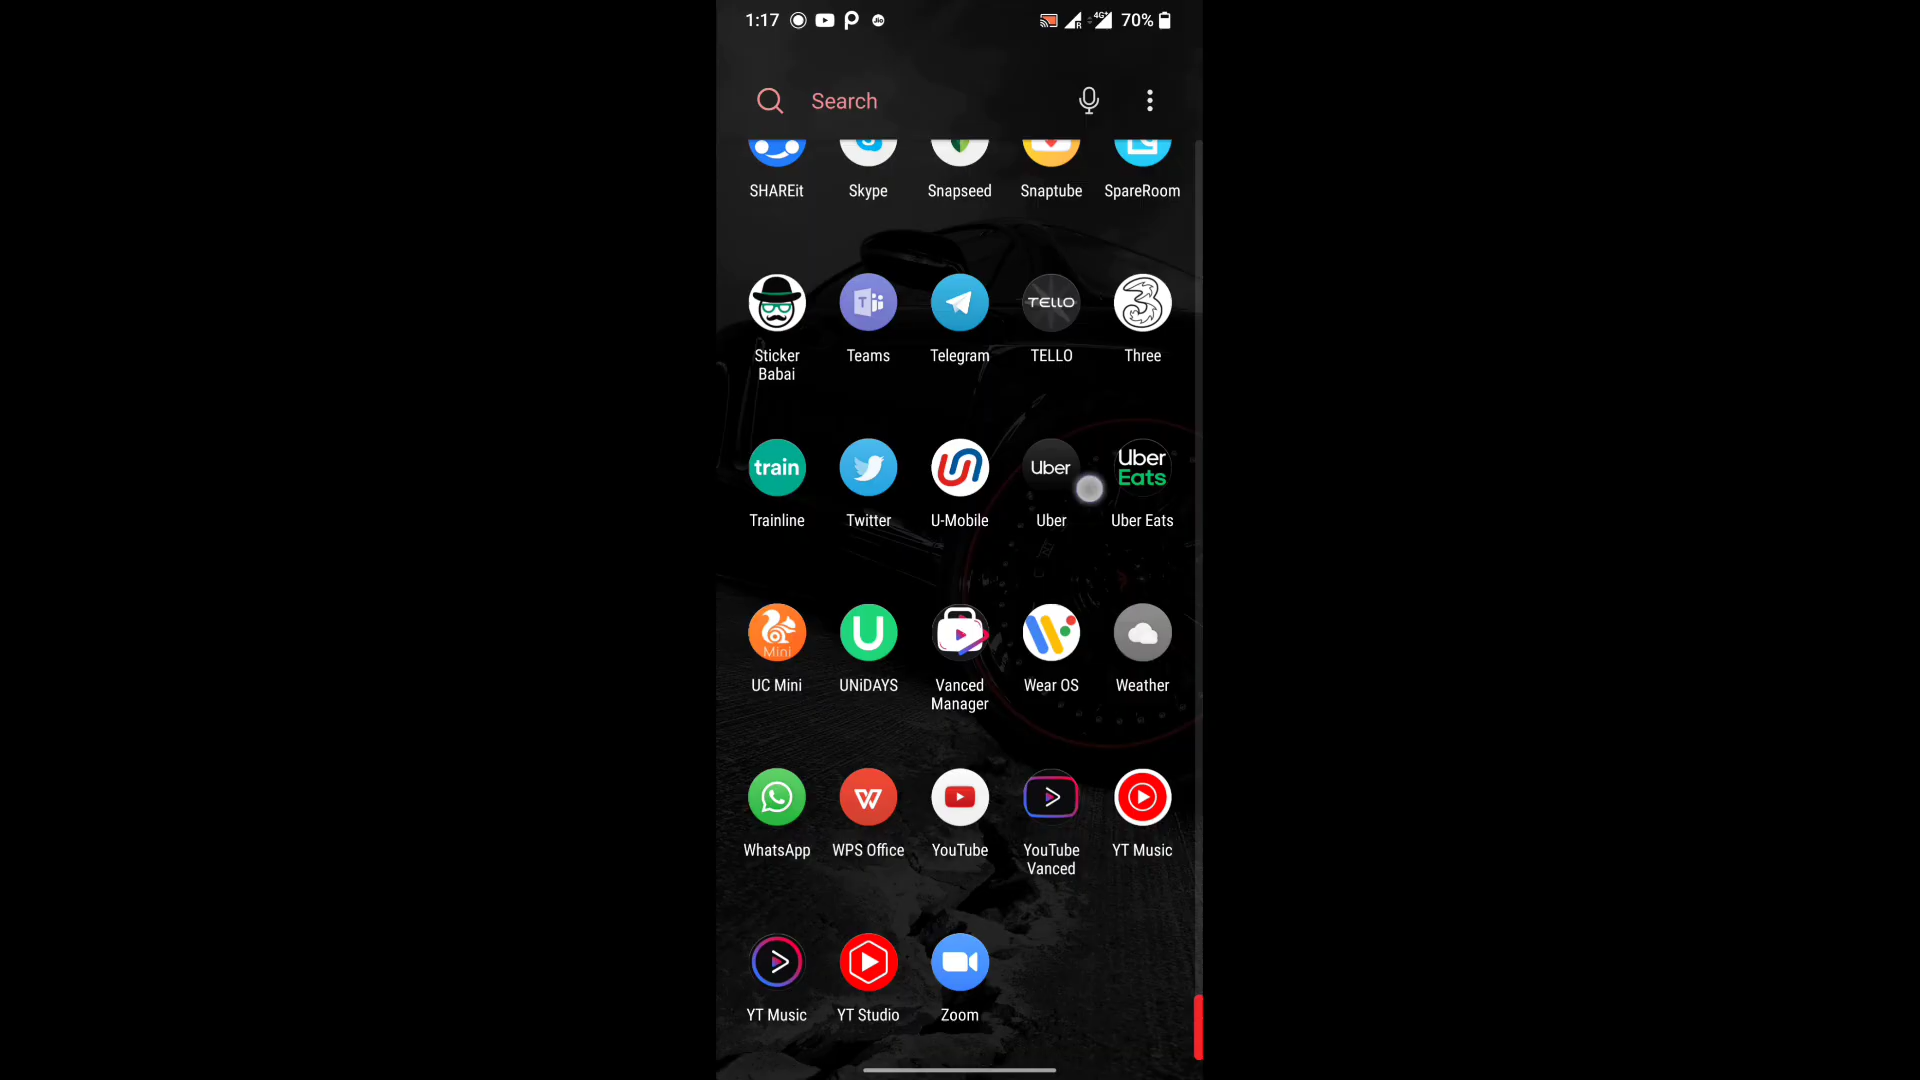 1:17 4G+ R 70%
Search
SHAREit Skype Snapseed Snaptube SpareRoom
TELLO
Sticker Babai Teams Telegram TELLO Three
train Uber Uber Eats
Trainline Twitter U-Mobile Uber Uber Eats
Mini
UC Mini UNiDAYS Vanced Manager Wear OS Weather
WhatsApp WPS Office YouTube YouTube Vanced YT Music
YT Music YT Studio Zoom